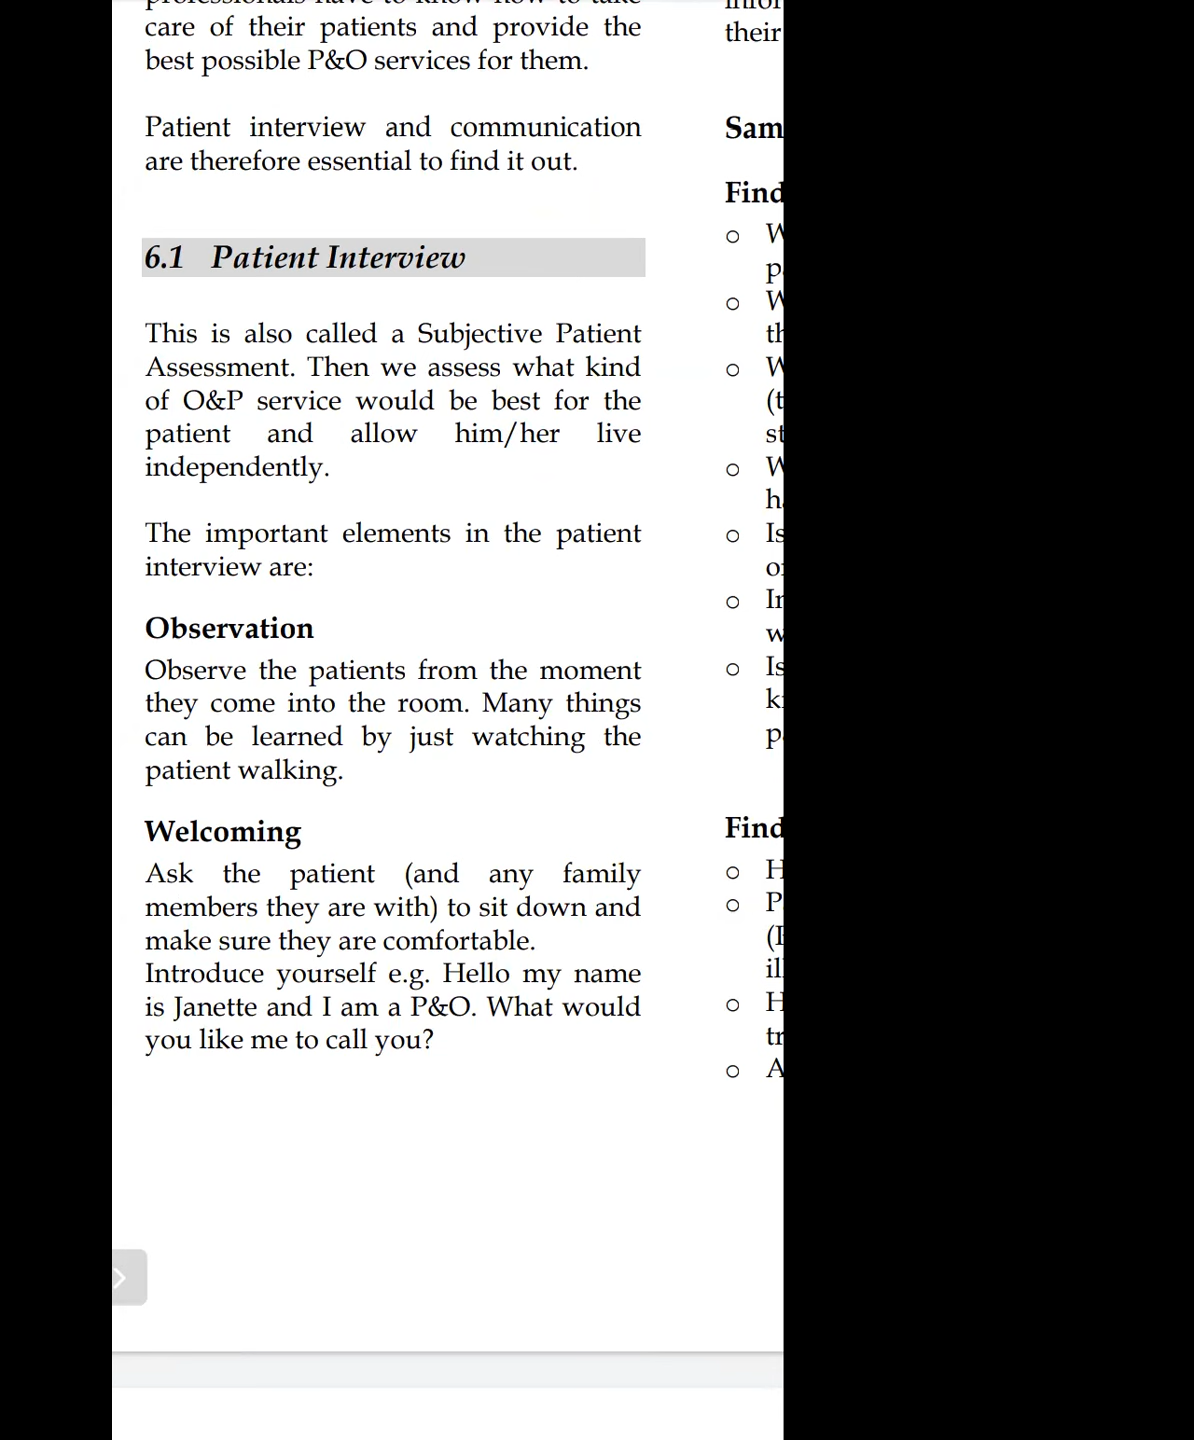 care of their patients and provide the
best possible P&O services for them.
Patient interview and communication
are therefore essential to find it out.
6.1 Patient Interview
This is also called a Subjective Patient
Assessment. Then we assess what kind
of O&P service would be best for the
patient and allow him/her live
independently.
The important elements in the patient
interview are:
Observation
Observe the patients from the moment
they come into the room. Many things
can be learned by just watching the
patient walking.
Welcoming
Ask the patient (and any family
members they are with) to sit down and
make sure they are comfortable.
Introduce yourself e.g. Hello my name
is Janette and I am a P&O. What would
you like me to call you?
their
Sam
Find
Is
Is
Find